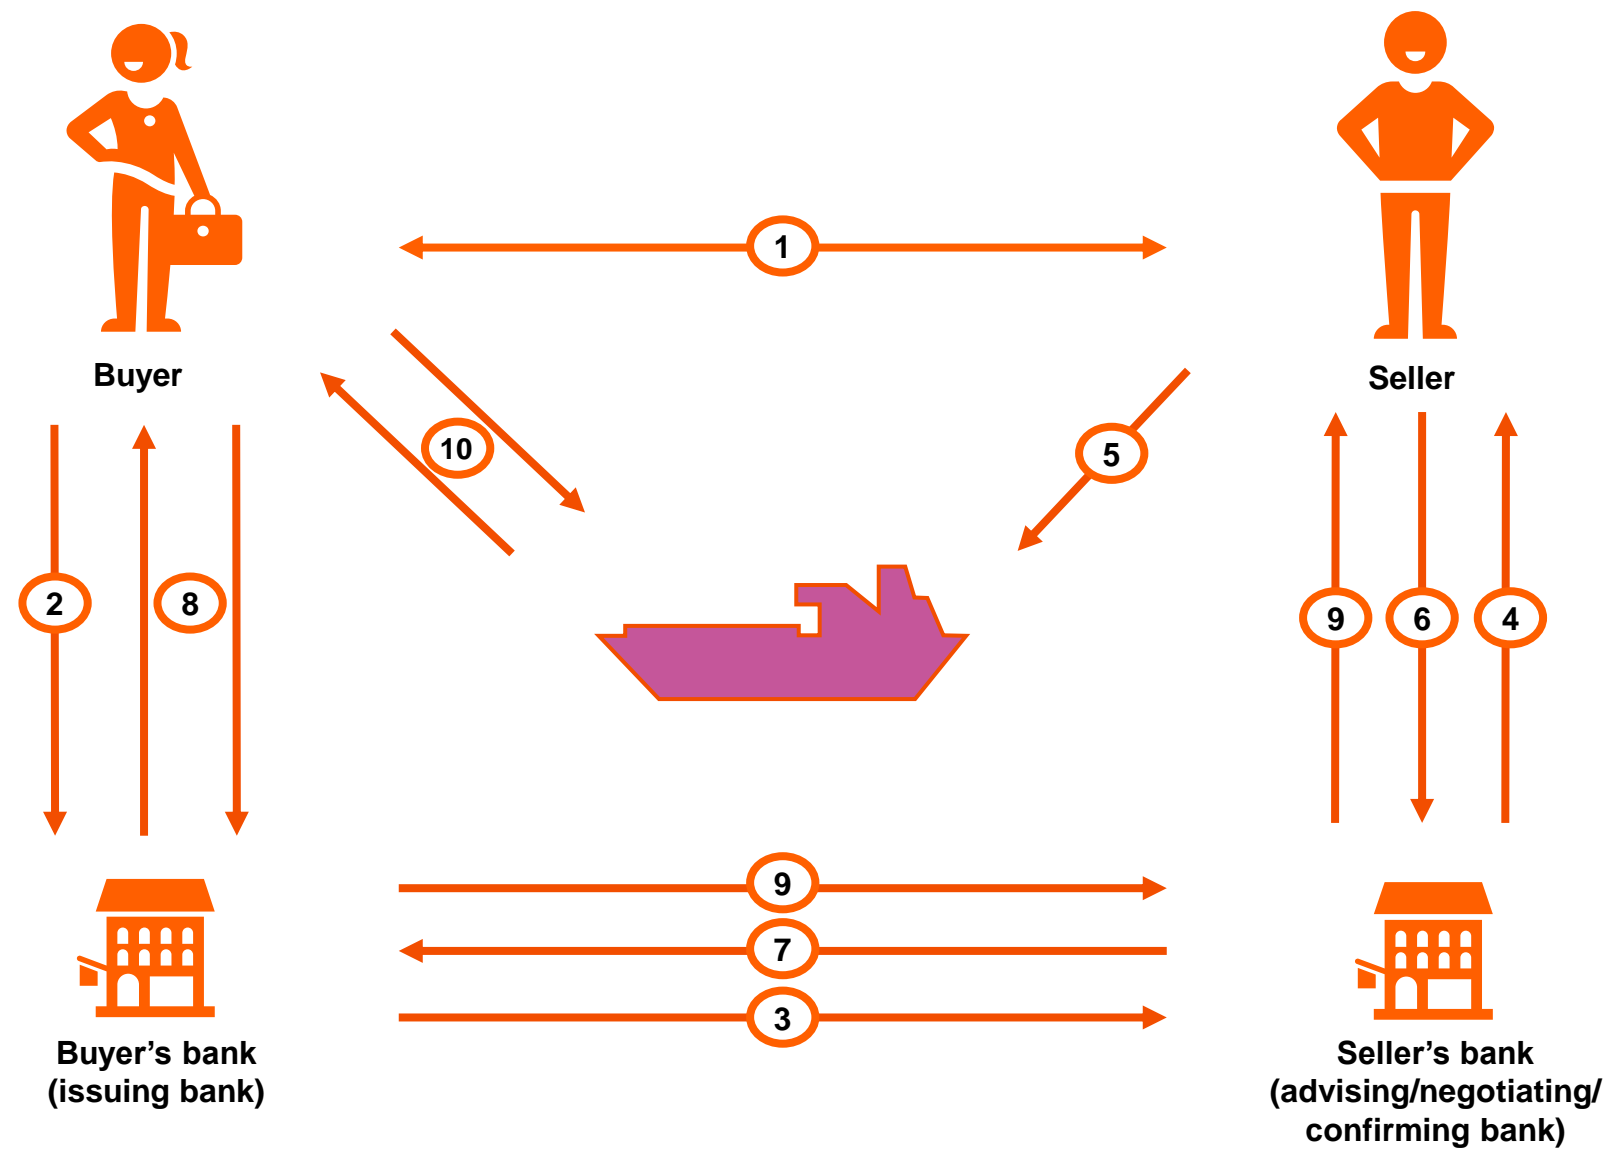 1
Buyer
Seller
10
5
2
8
9
6
4
9
7
3
Buyer’s bank
(issuing bank)
Seller’s bank
(advising/negotiating/
confirming bank)